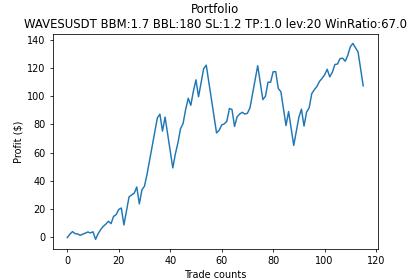 Portfolio
WAVESUSDT BBM:1.7 BBL:180 SL:1.2 TP:1.0 lev:20 WinRatio:67.0
140
120
100
80
60
40
20
0
Profit ($)
0 20 40 60 80 100 120
Trade counts